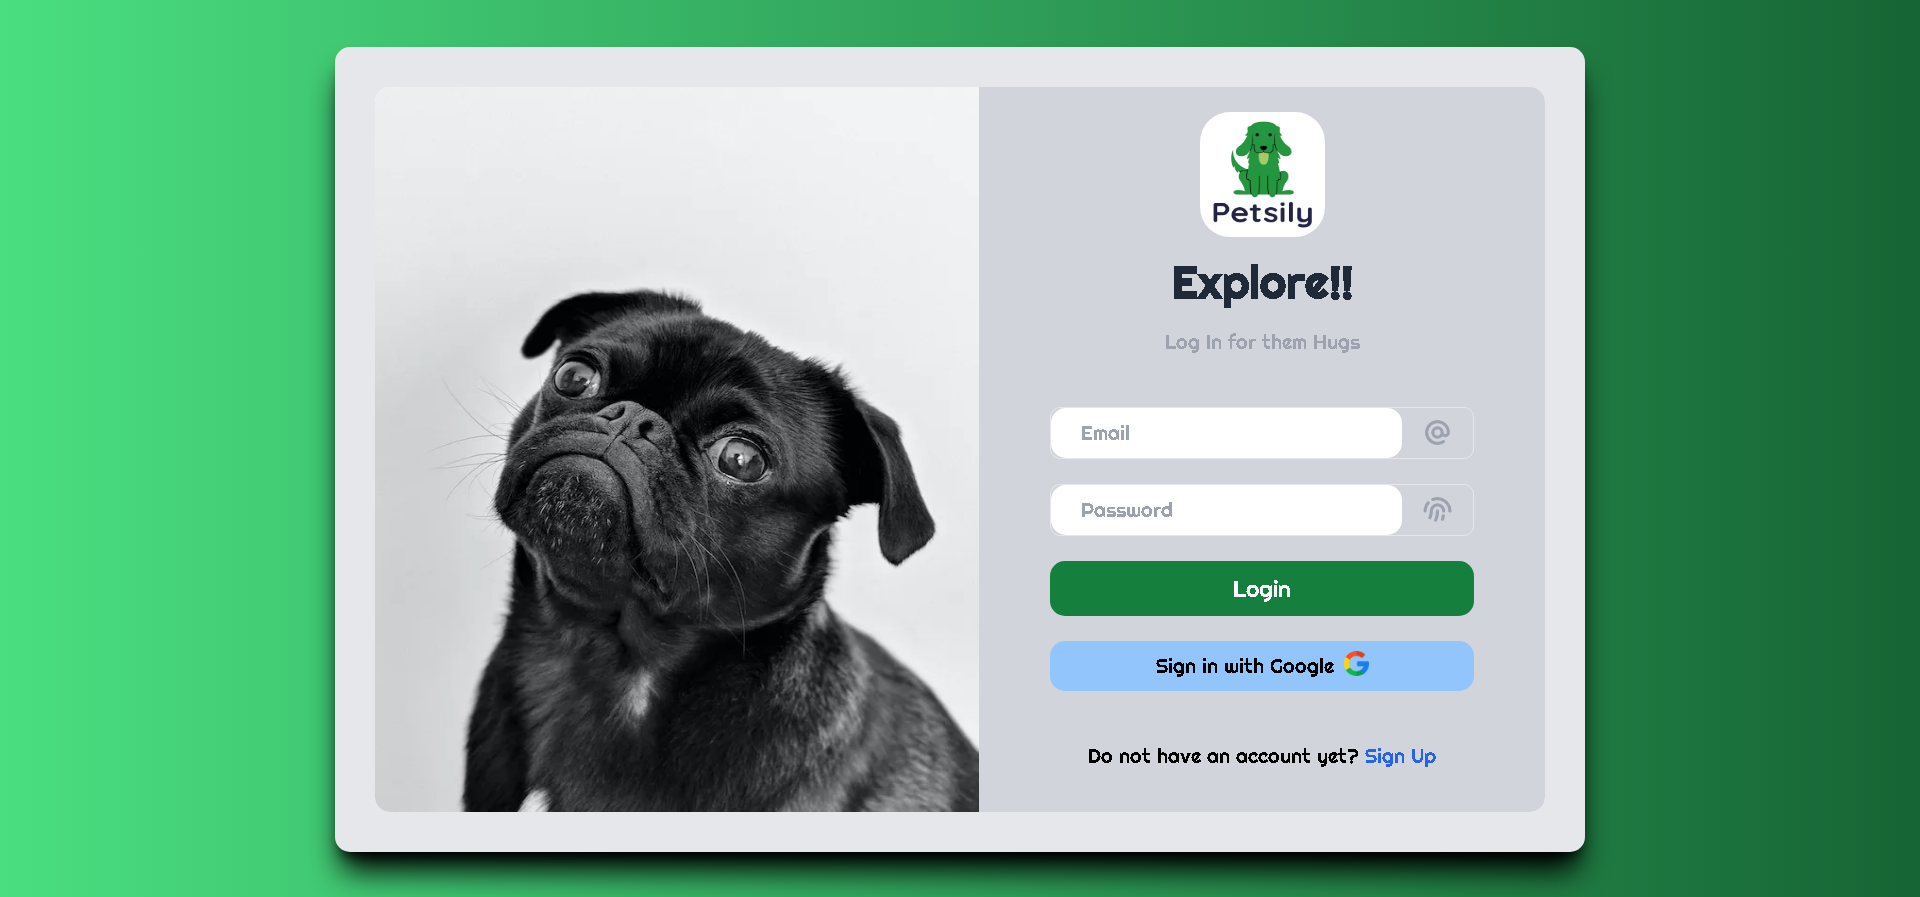 Petsily
Explore!!
Log In for them Hugs
Email
Password
Login
Sign in with Google
Do not have an account yet? Sign Up